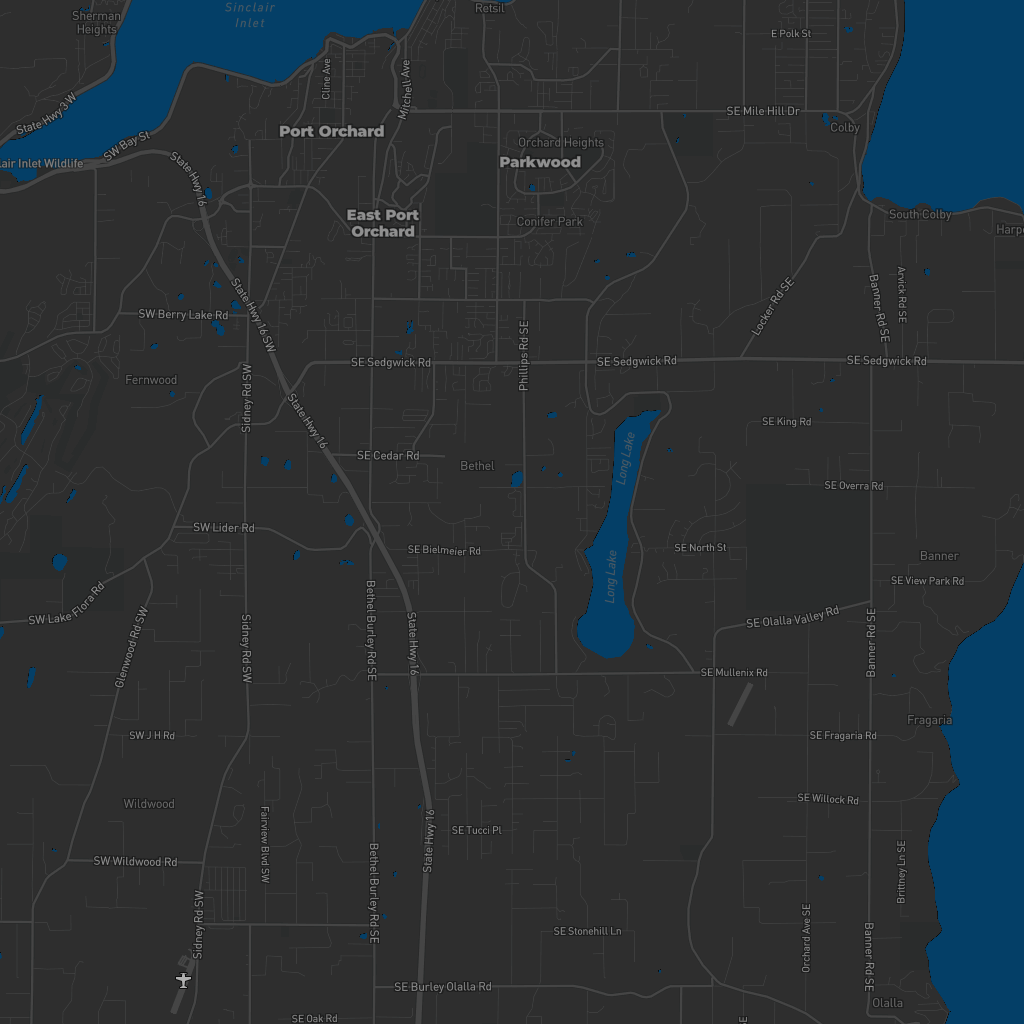 Sinclair
Inlet
Retsil
Sherman
Heights
E Polk St
Cline Ave
Mitchell Ave
State Hwy 3 W
SE Mile Hill Dr
Colby
Port Orchard
Orchard Heights
Parkwood
SW Bay St
lair Inlet Wildlife
State Hwy 16
East Port
Orchard
Conifer Park
South Colby
Harpe
SW Berry Lake Rd
State Hwy 16 SW
Locker Rd SE
Banner Rd SE
Arvick Rd SE
Phillips Rd SE
SE Sedgwick Rd
SE Sedgwick Rd
SE Sedgwick Rd
Fernwood
Sidney Rd SW
State Hwy 16
SE King Rd
Long Lake
SE Cedar Rd
Bethel
SE Overra Rd
SW Lider Rd
SE Bielmeier Rd
SE North St
Banner
Long Lake
SE View Park Rd
SW Lake Flora Rd
Glenwood Rd SW
Sidney Rd SW
Bethel Burley Rd SE
State Hwy 16
SE Olalla Valley Rd
Banner Rd SE
SE Mullenix Rd
Fragaria
SW J H Rd
SE Fragaria Rd
Wildwood
SE Willock Rd
Fairview Blvd SW
State Hwy 16
SE Tucci Pl
SW Wildwood Rd
Bethel Burley Rd SE
Brittney Ln SE
Sidney Rd SW
SE Stonehill Ln
Orchard Ave SE
Banner Rd SE
SE Burley Olalla Rd
Olalla
SE Oak Rd
SE